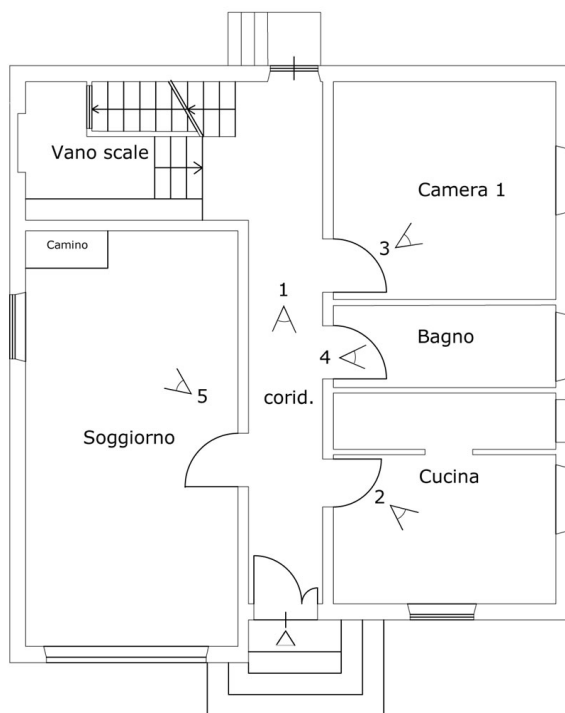 Vano scale
Camera 1
Camino
3
1
Bagno
4
5
corid.
Soggiorno
Cucina
2